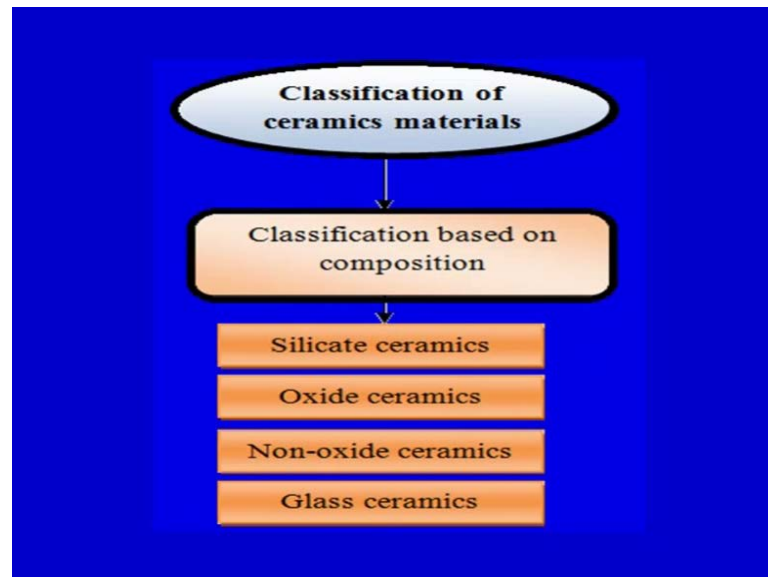 Classification of
ceramics materials
Classification based on
composition
Silicate ceramics
Oxide ceramics
Non-oxide ceramics
Glass ceramics